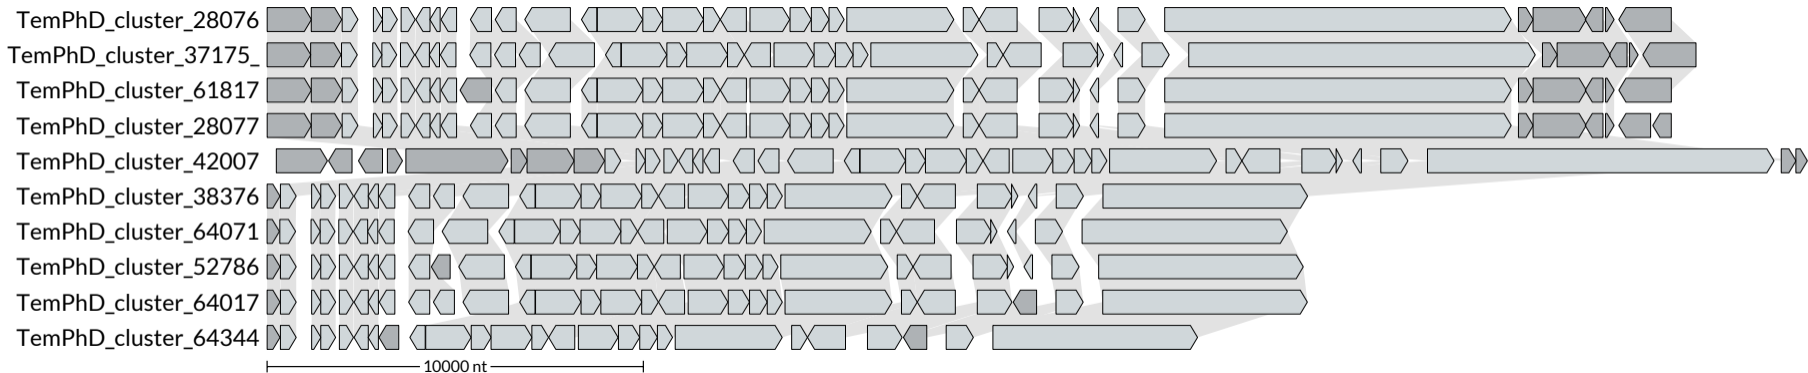 TemPhD_cluster_28076
TemPhD_cluster_37175_
TemPhD_cluster_61817
TemPhD_cluster_28077
TemPhD_cluster_42007
TemPhD_cluster_38376
TemPhD_cluster_64071
TemPhD_cluster_52786
TemPhD_cluster_64017
TemPhD_cluster_64344
10000 nt